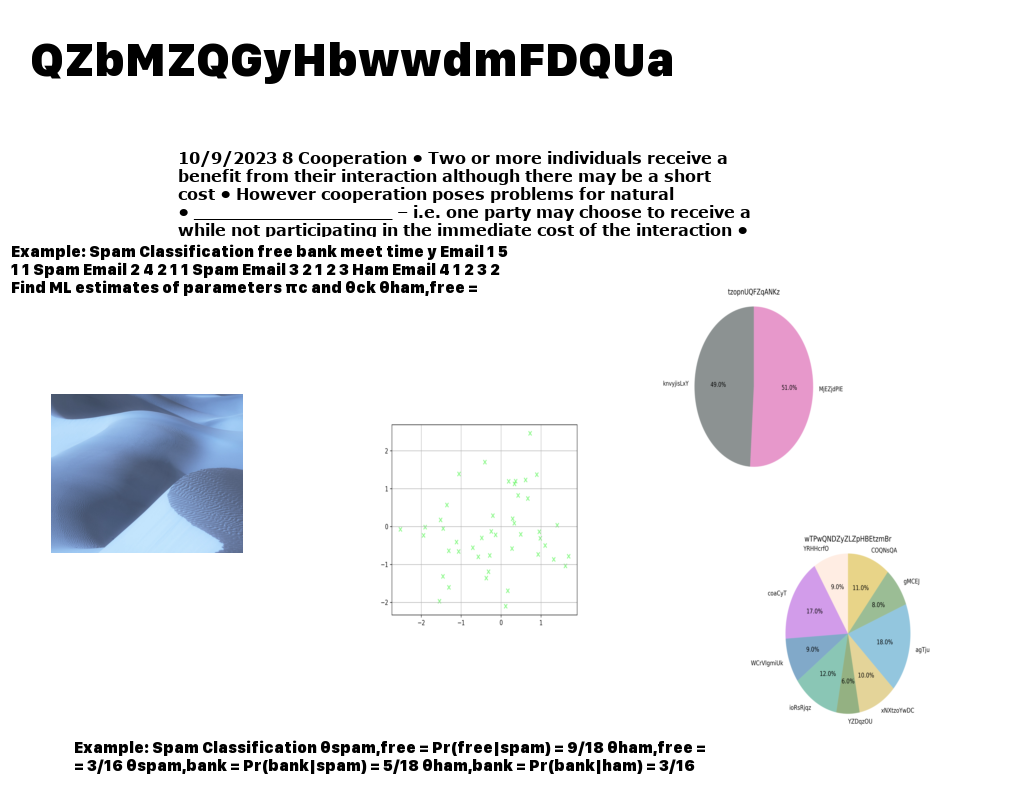 QZbMZQGyHbwwdmFDQUa
10/9/2023 8 Cooperation ● Two or more individuals receive a
benefit from their interaction although there may be a short
cost ● However cooperation poses problems for natural
● ______________________ – i.e. one party may choose to receive a
while not participating in the immediate cost of the interaction ●
Example: Spam Classification free bank meet time y Email 1 5
1 1 Spam Email 2 4 2 1 1 Spam Email 3 2 1 2 3 Ham Email 4 1 2 3 2
Find ML estimates of parameters πc and θck θham,free =
tzopnUQFZqANKz
knvyjisLxY
49.0%
51.0%
MjEZjdPlE
2
1
0
−1
−2
−2
−1
0
1
wTPwQNDZyZLZpHBEtzmBr
YRHHcrfO
COQNsQA
9.0%
11.0%
gMCEJ
coaCyT
8.0%
17.0%
18.0%
agTju
9.0%
WCrVIgmiUk
12.0%
10.0%
6.0%
ioRsRjqz
xNXtzoYwDC
YZDqzOU
Example: Spam Classification θspam,free = Pr(free|spam) = 9/18 θham,free =
= 3/16 θspam,bank = Pr(bank|spam) = 5/18 θham,bank = Pr(bank|ham) = 3/16